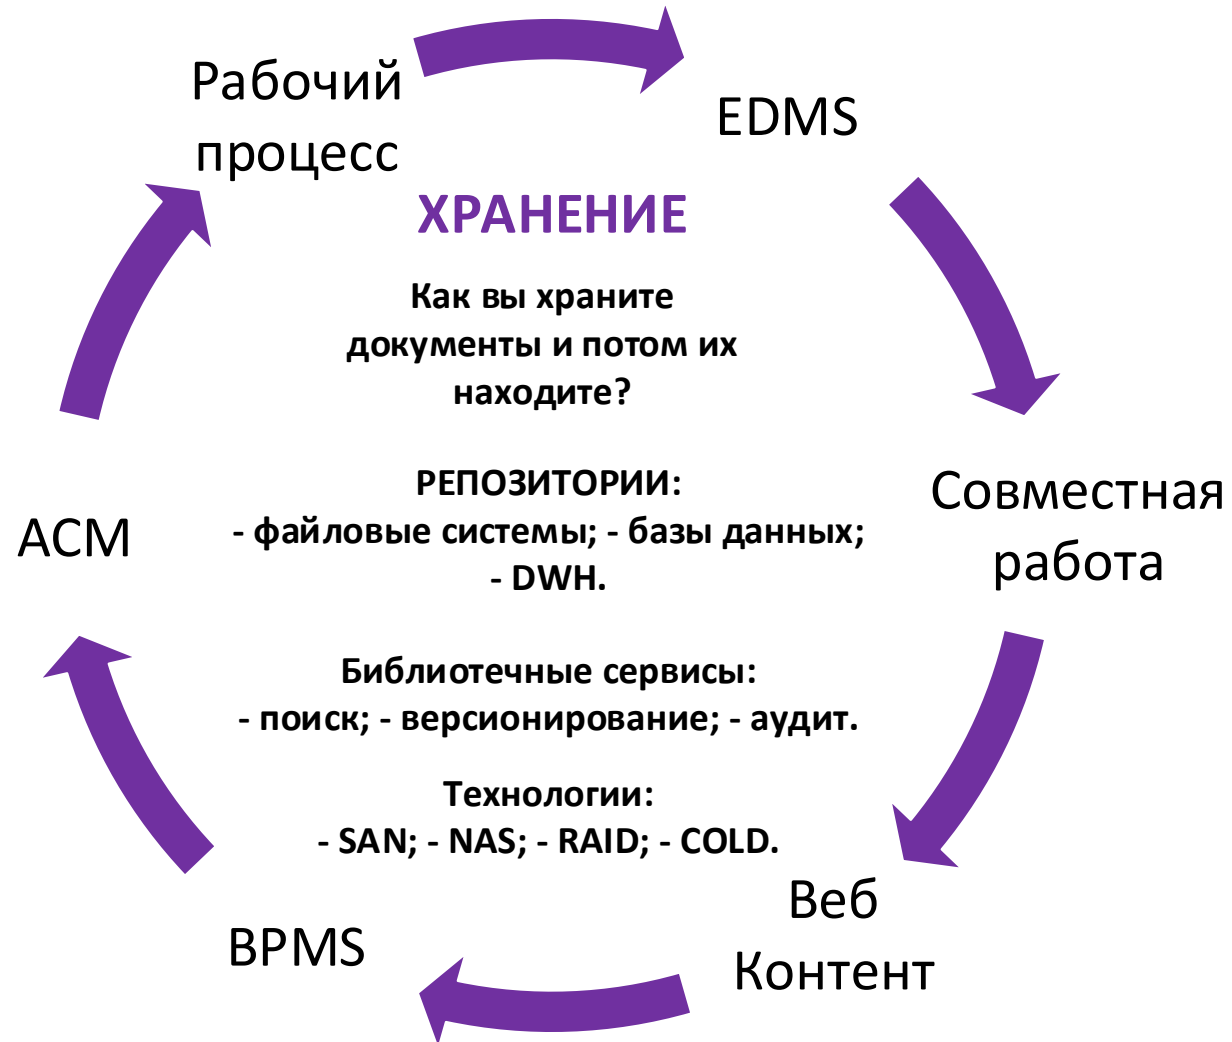 Рабочий
процесс
EDMS
ХРАНЕНИЕ
Как вы храните
документы и потом их
находите?
РЕПОЗИТОРИИ:
- файловые системы; - базы данных;
- DWH.
Совместная
работа
ACM
Библиотечные сервисы:
- поиск; - версионирование; - аудит.
Технологии:
- SAN; - NAS; - RAID; - COLD.
Веб
Контент
BPMS